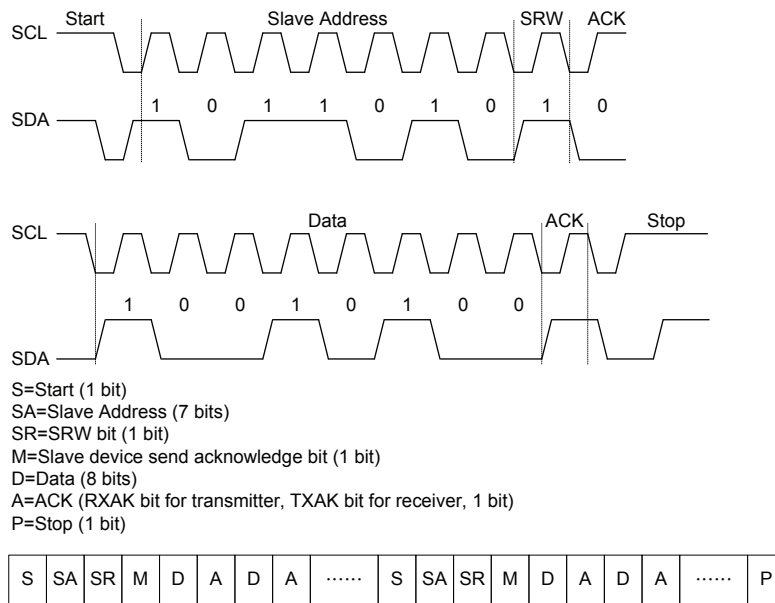 Start Slave Address SRW ACK
SCL
1 0 1 1 0 1 0 1 0
SDA
Data ACK Stop
SCL
1 0 0 1 0 1 0 0
SDA
S=Start (1 bit)
SA=Slave Address (7 bits)
SR=SRW bit (1 bit)
M=Slave device send acknowledge bit (1 bit)
D=Data (8 bits)
A=ACK (RXAK bit for transmitter, TXAK bit for receiver, 1 bit)
P=Stop (1 bit)
S SA SR M D A D A ...... S SA SR M D A D A ...... P